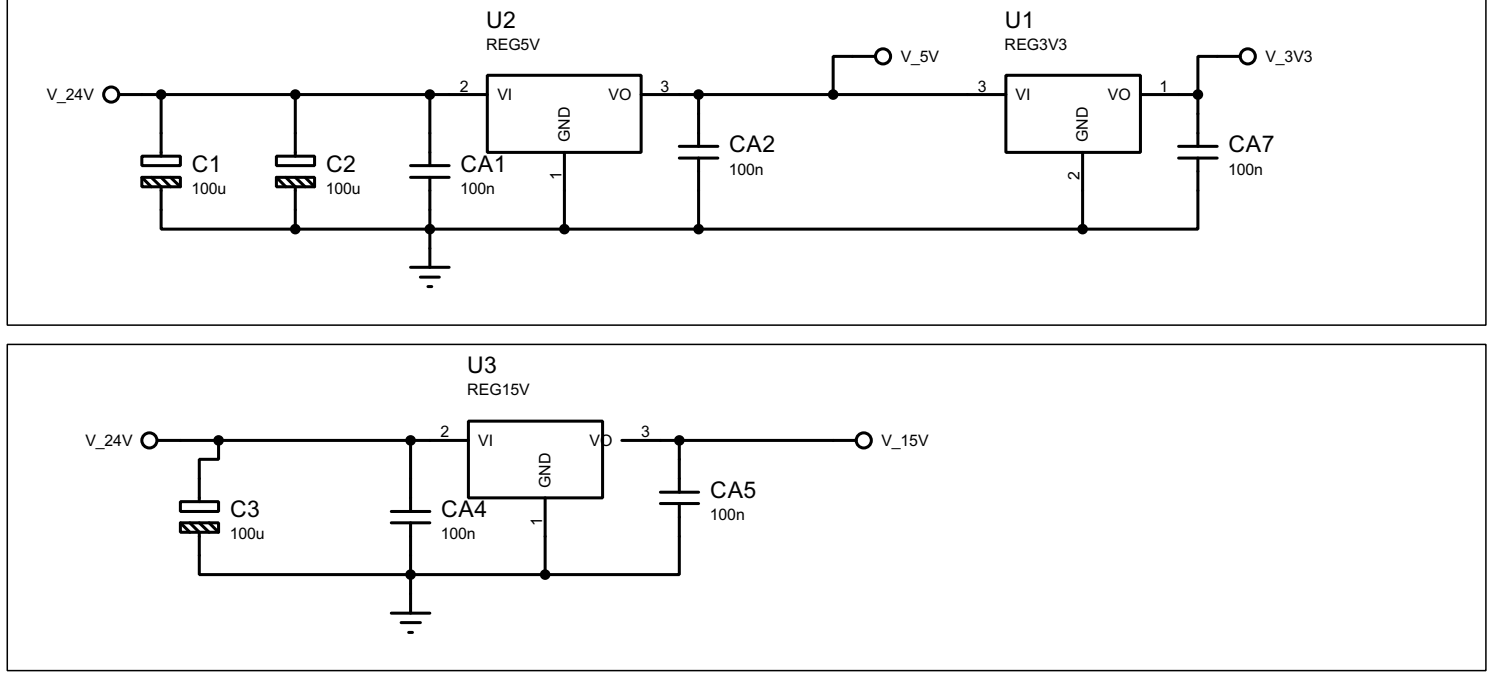 U2
REG5V
U1
REG3V3
V_24V
2
VI
VO
GND
1
3
V_5V
3
VI
VO
GND
2
1
V_3V3
C1
100u
C2
100u
CA1
100n
CA2
100n
CA7
100n
U3
REG15V
V_24V
2
VI
VO
GND
1
3
V_15V
C3
100u
CA4
100n
CA5
100n